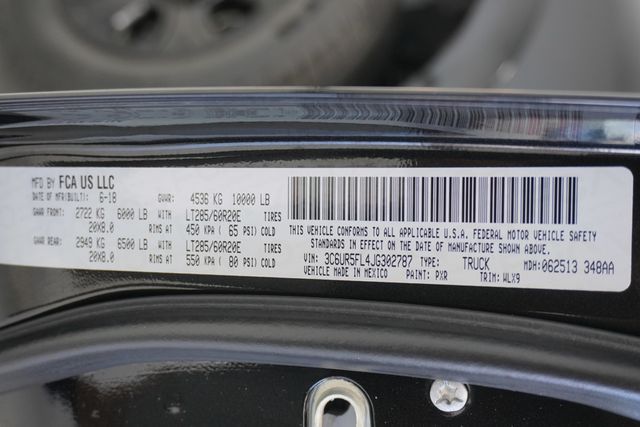 MFD BY FCA US LLC
DATE OF MFR(BUILT): 6-18 GVWR: 4536 KG 10000 LB
GAWR FRONT: 2722 KG 6000 LB WITH LT285/60R20E TIRES
20X8.0 RIMS AT 450 KPA ( 65 PSI) COLD
GAWR REAR: 2949 KG 6500 LB WITH LT285/60R20E TIRES
20X8.0 RIMS AT 550 KPA ( 80 PSI) COLD
THIS VEHICLE CONFORMS TO ALL APPLICABLE U.S.A. FEDERAL MOTOR VEHICLE SAFETY
STANDARDS IN EFFECT ON THE DATE OF MANUFACTURE SHOWN ABOVE.
VIN: 3C6UR5FL4JG302787 TYPE: TRUCK MDH: 062513 348AA
VEHICLE MADE IN MEXICO PAINT: PXR TRIM: WLX9